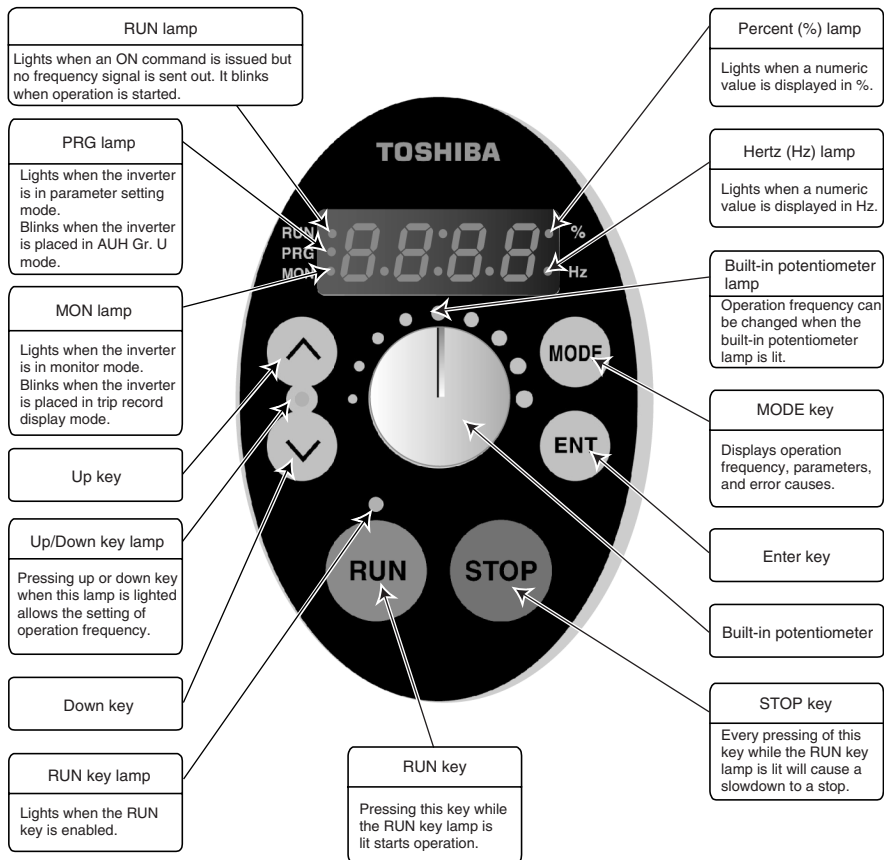 RUN lamp
Lights when an ON command is issued but
no frequency signal is sent out. It blinks
when operation is started.
PRG lamp
Lights when the inverter
is in parameter setting
mode.
Blinks when the inverter
is placed in AUH Gr. U
mode.
MON lamp
Lights when the inverter
is in monitor mode.
Blinks when the inverter
is placed in trip record
display mode.
Up key
Up/Down key lamp
Pressing up or down key
when this lamp is lighted
allows the setting of
operation frequency.
Down key
RUN key lamp
Lights when the RUN
key is enabled.
TOSHIBA
RUN
PRG
MON
8.8.8.8.
%
Hz
MODE
ENT
RUN
STOP
RUN key
Pressing this key while
the RUN key lamp is
lit starts operation.
Percent (%) lamp
Lights when a numeric
value is displayed in %.
Hertz (Hz) lamp
Lights when a numeric
value is displayed in Hz.
Built-in potentiometer
lamp
Operation frequency can
be changed when the
built-in potentiometer
lamp is lit.
MODE key
Displays operation
frequency, parameters,
and error causes.
Enter key
Built-in potentiometer
STOP key
Every pressing of this
key while the RUN key
lamp is lit will cause a
slowdown to a stop.